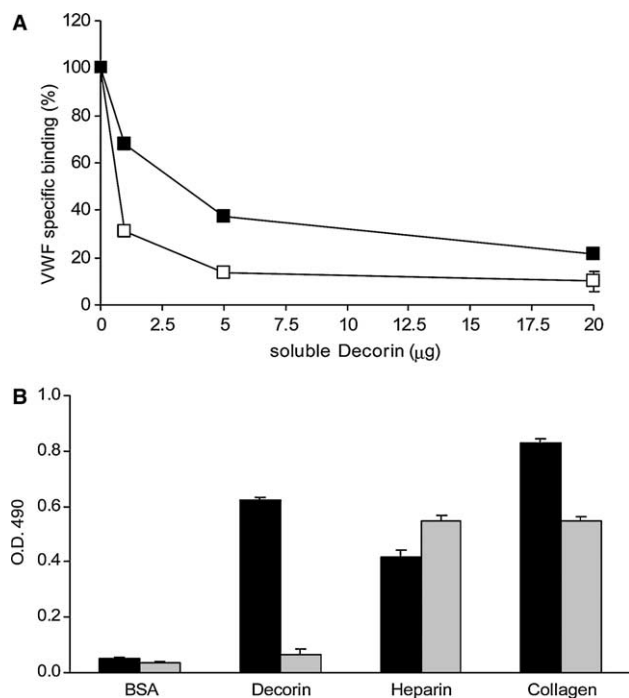 A
VWF specific binding (%)
120
100
80
60
40
20
0
0 2.5 5 7.5 10 12.5 15 17.5 20
soluble Decorin (µg)
B
O.D. 490
1.0
0.8
0.6
0.4
0.2
0.0
BSA Decorin Heparin Collagen